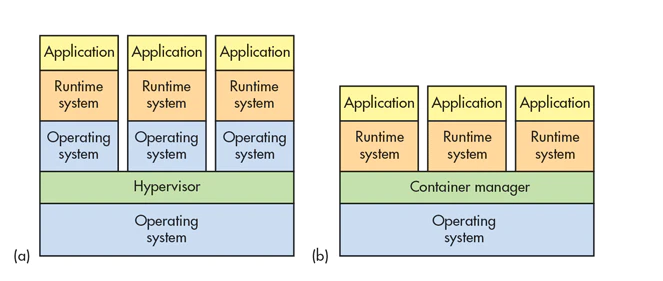 Application Application Application
Runtime system Runtime system Runtime system
Operating system Operating system Operating system
Hypervisor
Operating system
(a)
Application Application Application
Runtime system Runtime system Runtime system
Container manager
Operating system
(b)